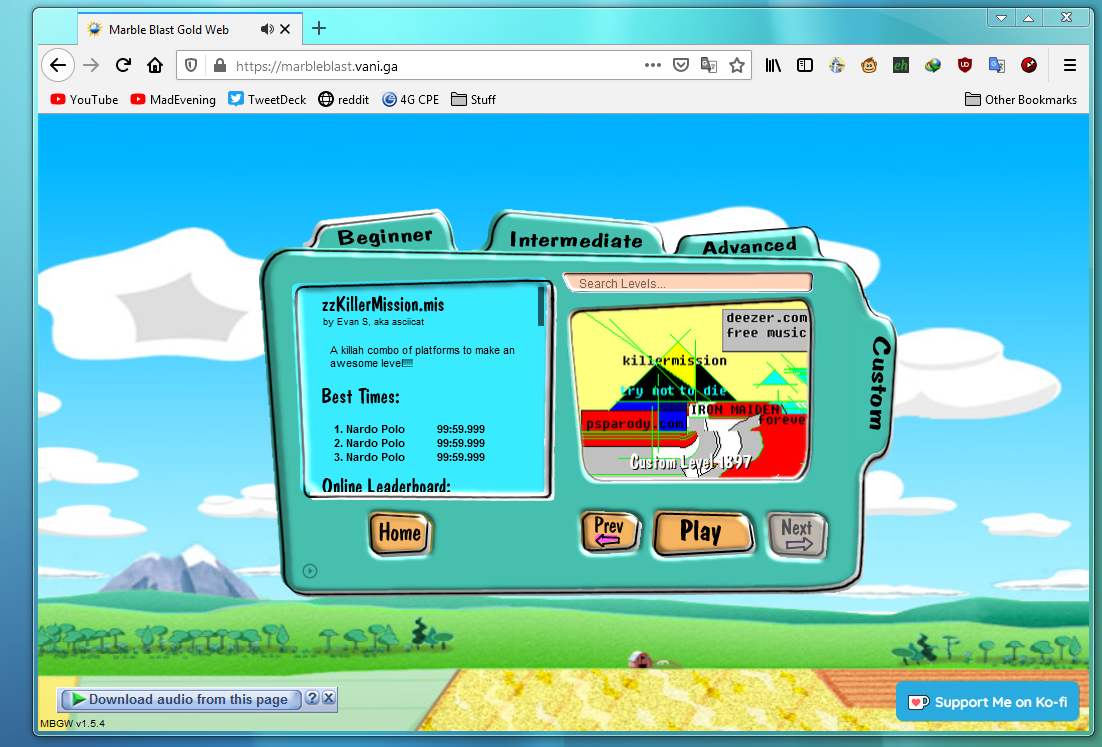 Marble Blast Gold Web
https://marbleblast.vani.ga
YouTube
MadEvening
TweetDeck
reddit
4G CPE
Stuff
Other Bookmarks
Beginner
Intermediate
Advanced
Custom
zzKillerMission.mis
by Evan S, aka asciicat
A killah combo of platforms to make an
awesome level!!!!!
Best Times:
1. Nardo Polo 99:59.999
2. Nardo Polo 99:59.999
3. Nardo Polo 99:59.999
Online Leaderboard:
Search Levels...
deezer.com
free music
killermission
try not to die
IRON MAIDEN
foreve
psparody.com
Custom Level 1897
Home
Prev
Play
Next
Download audio from this page
?
MBGW v1.5.4
Support Me on Ko-fi